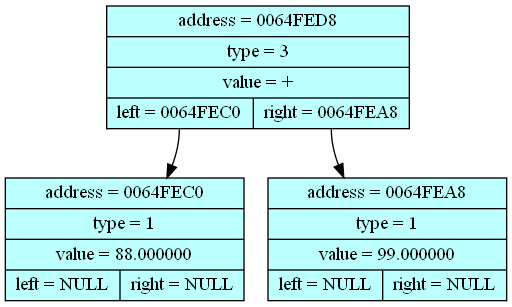 address = 0064FED8
type = 3
value = +
left = 0064FEC0 right = 0064FEA8
address = 0064FEC0
type = 1
value = 88.000000
left = NULL right = NULL
address = 0064FEA8
type = 1
value = 99.000000
left = NULL right = NULL